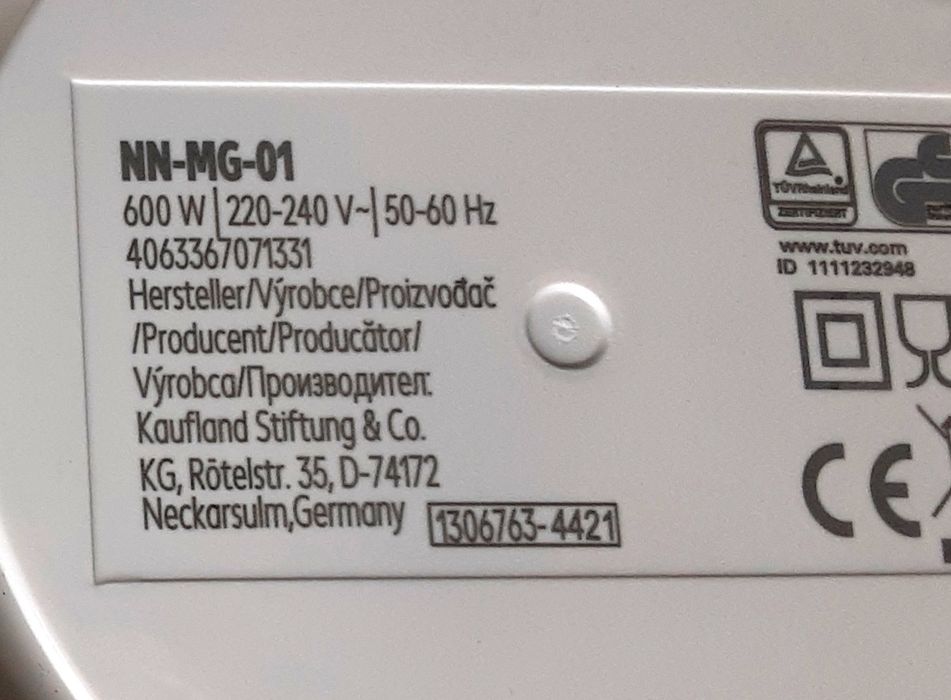 NN-MG-01
600 W | 220-240 V~ | 50-60 Hz
4063367071331
Hersteller/Výrobce/Proizvođač
/Producent/Producător/
Výrobca/Производител:
Kaufland Stiftung & Co.
KG, Rötelstr. 35, D-74172
Neckarsulm,Germany
1306763-4421
TÜVRheinland
ZERTIFIZIERT
www.tuv.com
ID 1111232948
CE